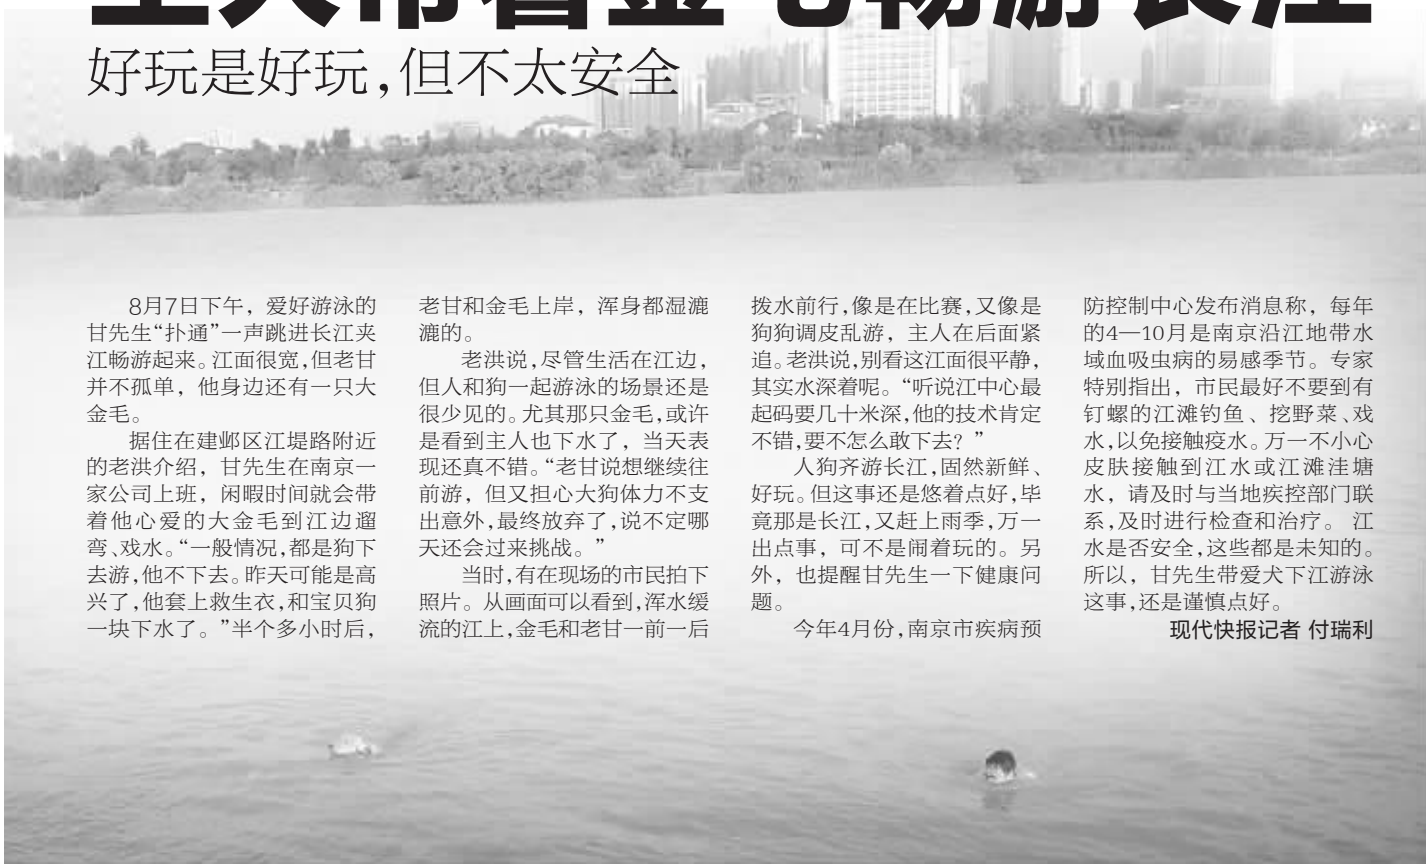 好玩是好玩，但不太安全
8月7日下午，爱好游泳的
甘先生“扑通”一声跳进长江夹
江畅游起来。江面很宽，但老甘
并不孤单，他身边还有一只大
金毛。
据住在建邺区江堤路附近
的老洪介绍，甘先生在南京一
家公司上班，闲暇时间就会带
着他心爱的大金毛到江边遛
弯、戏水。“一般情况，都是狗下
去游，他不下去。昨天可能是高
兴了，他套上救生衣，和宝贝狗
一块下水了。”半个多小时后，
老甘和金毛上岸，浑身都湿漉
漉的。
老洪说，尽管生活在江边，
但人和狗一起游泳的场景还是
很少见的。尤其那只金毛，或许
是看到主人也下水了，当天表
现还真不错。“老甘说想继续往
前游，但又担心大狗体力不支
出意外，最终放弃了，说不定哪
天还会过来挑战。”
当时，有在现场的市民拍下
照片。从画面可以看到，浑水缓
流的江上，金毛和老甘一前一后
拨水前行，像是在比赛，又像是
狗狗调皮乱游，主人在后面紧
追。老洪说，别看这江面很平静，
其实水深着呢。“听说江中心最
起码要几十米深，他的技术肯定
不错，要不怎么敢下去？”
人狗齐游长江，固然新鲜、
好玩。但这事还是悠着点好，毕
竟那是长江，又赶上雨季，万一
出点事，可不是闹着玩的。另
外，也提醒甘先生一下健康问
题。
今年4月份，南京市疾病预
防控制中心发布消息称，每年
的4—10月是南京沿江地带水
域血吸虫病的易感季节。专家
特别指出，市民最好不要到有
钉螺的江滩钓鱼、挖野菜、戏
水，以免接触疫水。万一不小心
皮肤接触到江水或江滩洼塘
水，请及时与当地疾控部门联
系，及时进行检查和治疗。江
水是否安全，这些都是未知的。
所以，甘先生带爱犬下江游泳
这事，还是谨慎点好。
现代快报记者 付瑞利